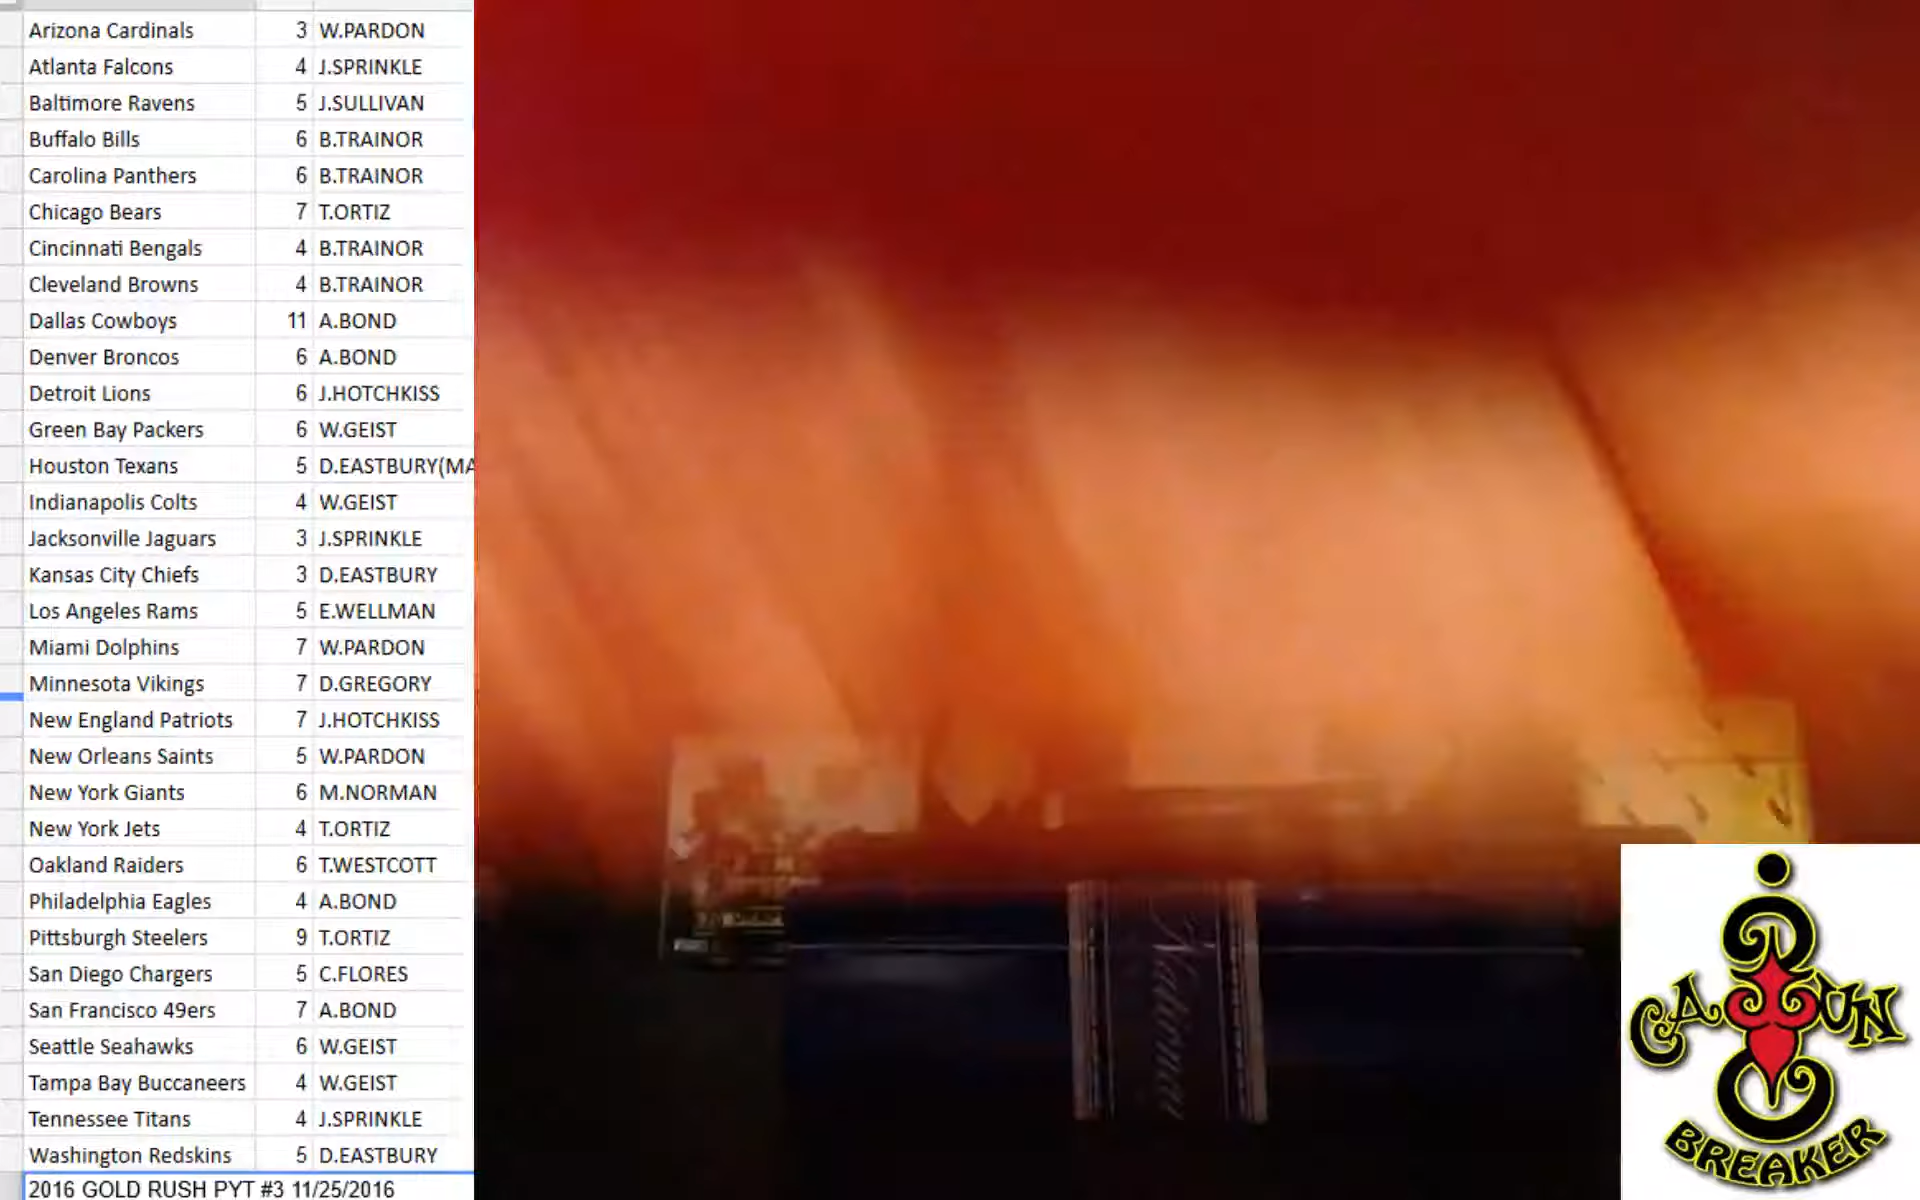 Arizona Cardinals 3 W.PARDON
Atlanta Falcons 4 J.SPRINKLE
Baltimore Ravens 5 J.SULLIVAN
Buffalo Bills 6 B.TRAINOR
Carolina Panthers 6 B.TRAINOR
Chicago Bears 7 T.ORTIZ
Cincinnati Bengals 4 B.TRAINOR
Cleveland Browns 4 B.TRAINOR
Dallas Cowboys 11 A.BOND
Denver Broncos 6 A.BOND
Detroit Lions 6 J.HOTCHKISS
Green Bay Packers 6 W.GEIST
Houston Texans 5 D.EASTBURY(MA
Indianapolis Colts 4 W.GEIST
Jacksonville Jaguars 3 J.SPRINKLE
Kansas City Chiefs 3 D.EASTBURY
Los Angeles Rams 5 E.WELLMAN
Miami Dolphins 7 W.PARDON
Minnesota Vikings 7 D.GREGORY
New England Patriots 7 J.HOTCHKISS
New Orleans Saints 5 W.PARDON
New York Giants 6 M.NORMAN
New York Jets 4 T.ORTIZ
Oakland Raiders 6 T.WESTCOTT
Philadelphia Eagles 4 A.BOND
Pittsburgh Steelers 9 T.ORTIZ
San Diego Chargers 5 C.FLORES
San Francisco 49ers 7 A.BOND
Seattle Seahawks 6 W.GEIST
Tampa Bay Buccaneers 4 W.GEIST
Tennessee Titans 4 J.SPRINKLE
Washington Redskins 5 D.EASTBURY
2016 GOLD RUSH PYT #3 11/25/2016
National
CAJUN
BREAKER